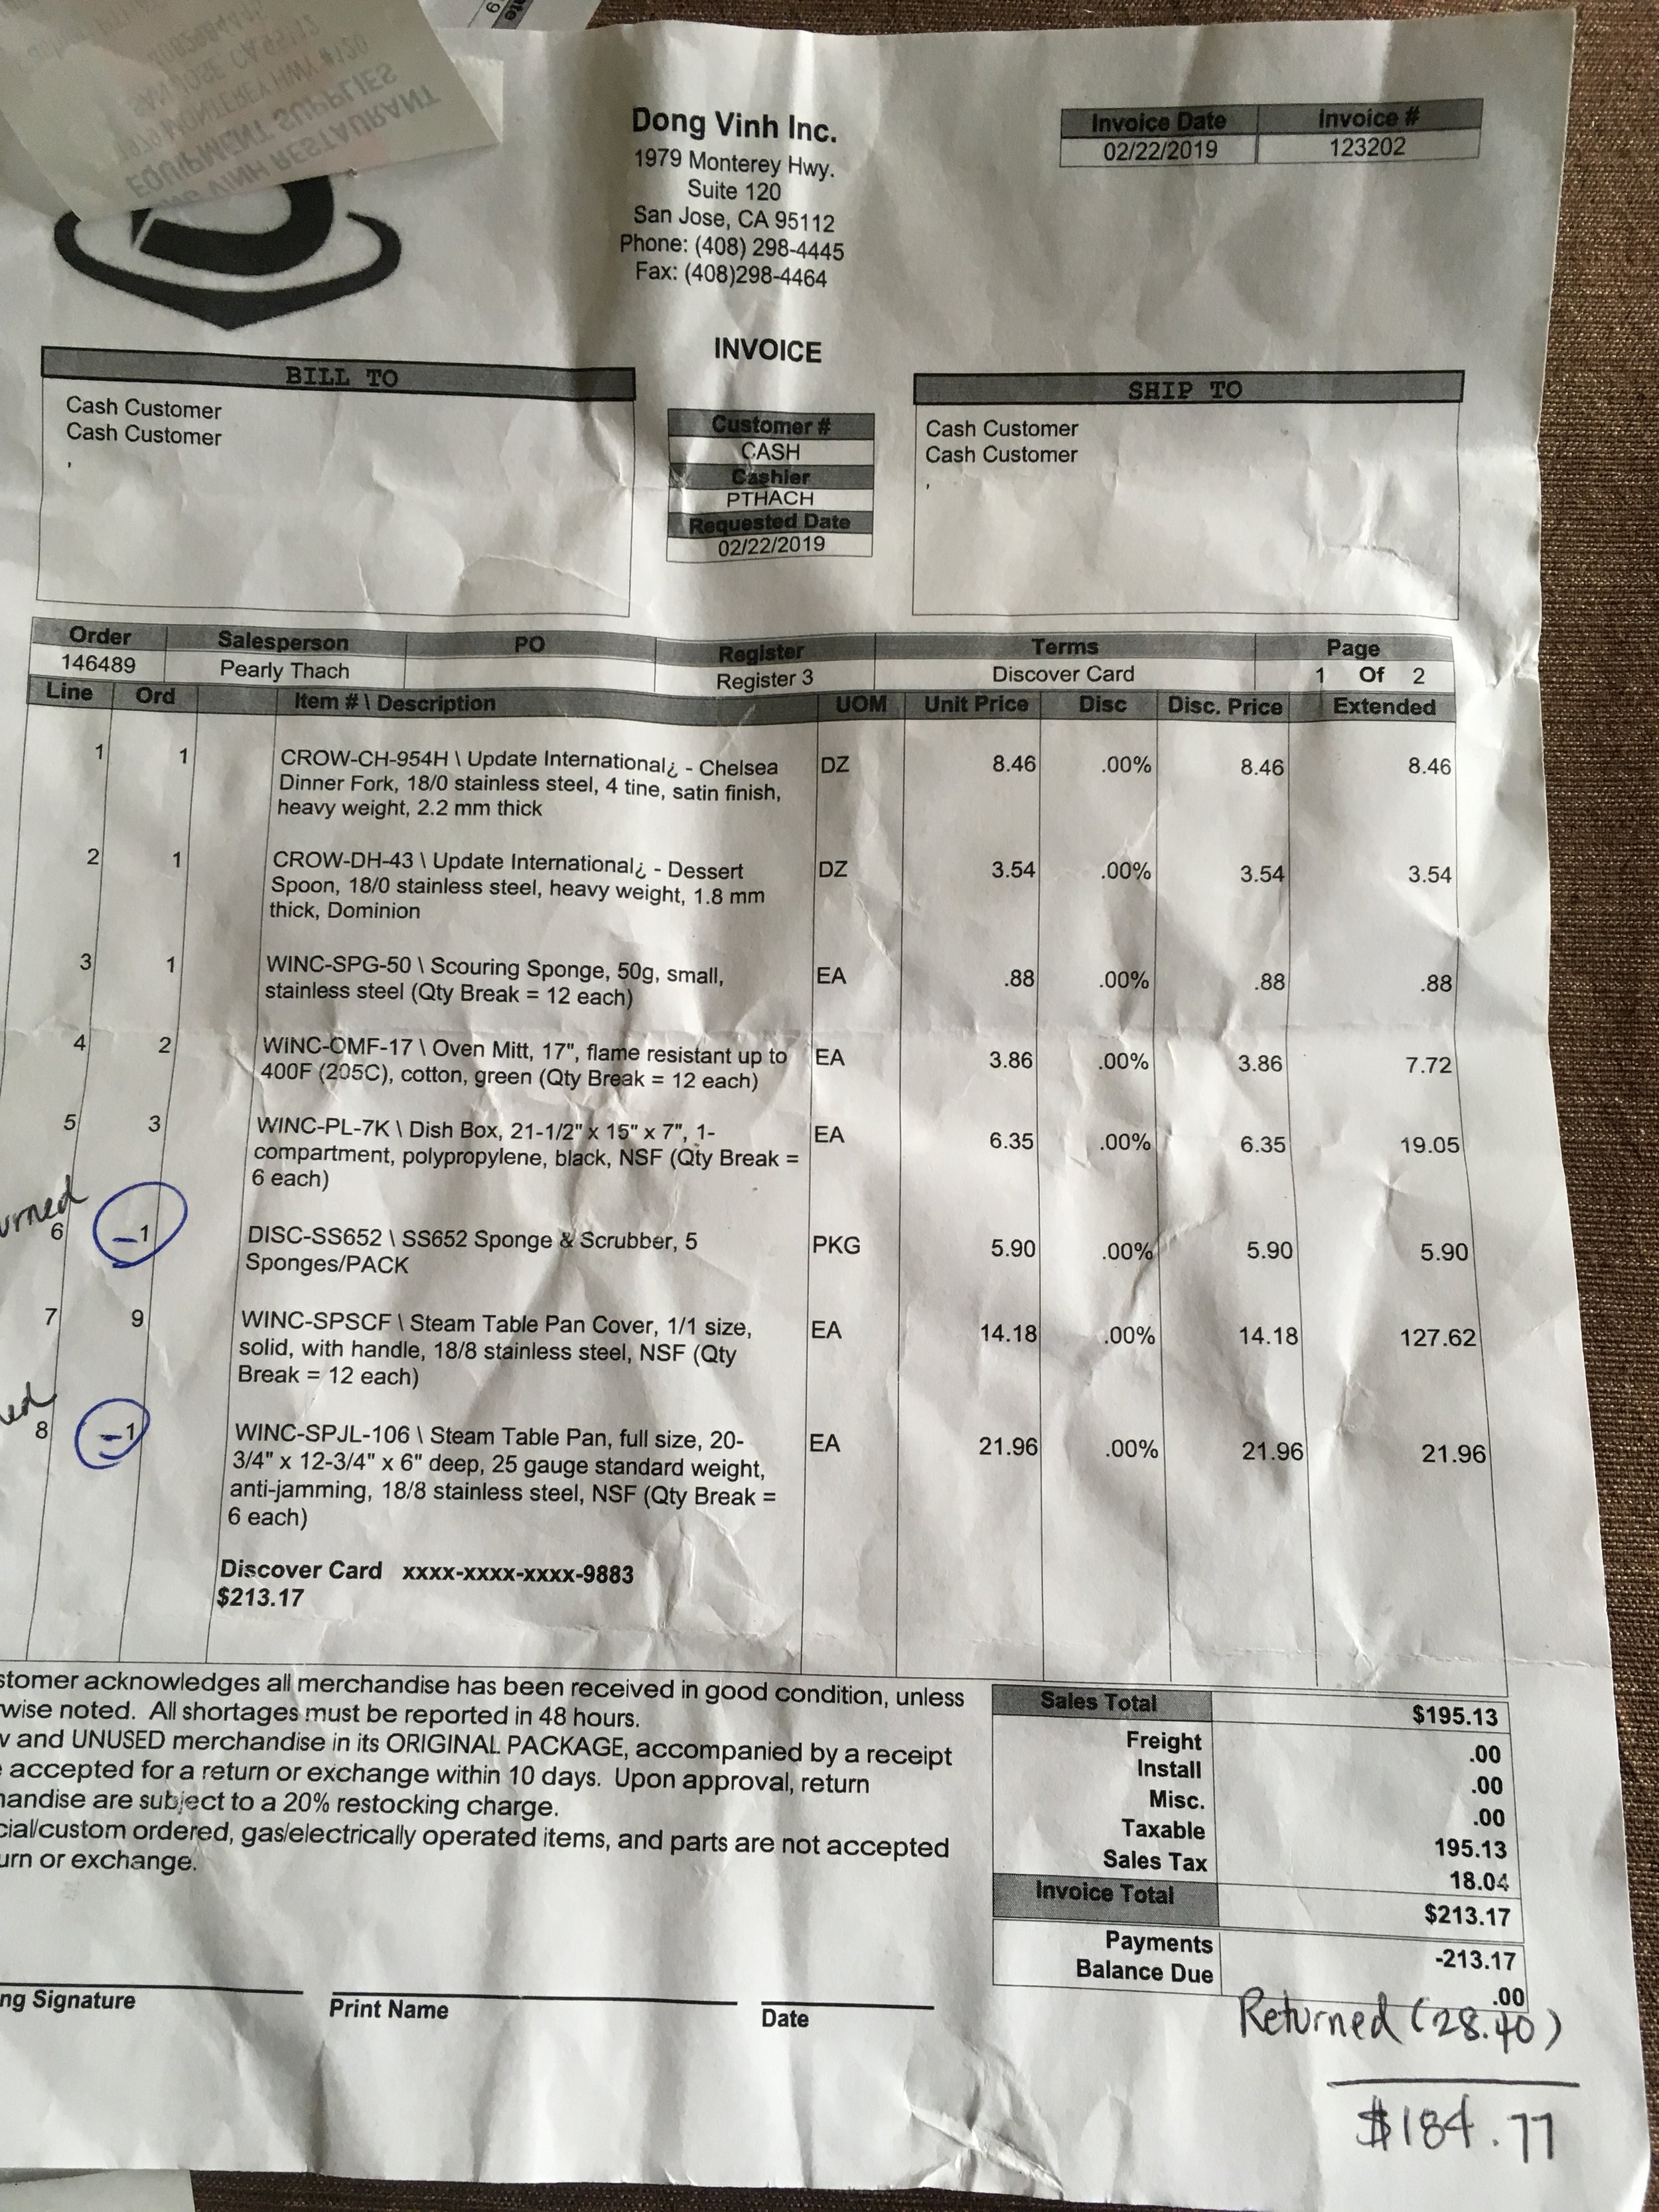 DONG VINH RESTAURANT
EQUIPMENT SUPPLIES
1979 MONTEREY HWY #120
SAN JOSE CA 95112
Dong Vinh Inc.
1979 Monterey Hwy.
Suite 120
San Jose, CA 95112
Phone: (408) 298-4445
Fax: (408)298-4464
Invoice Date Invoice #
02/22/2019 123202
INVOICE
BILL TO
Cash Customer
Cash Customer
,
Customer #
CASH
Cashier
PTHACH
Requested Date
02/22/2019
SHIP TO
Cash Customer
Cash Customer
,
Order Salesperson PO Register Terms Page
146489 Pearly Thach Register 3 Discover Card 1 Of 2
Line Ord Item # \ Description UOM Unit Price Disc Disc. Price Extended
1 1 CROW-CH-954H \ Update International¿ - Chelsea DZ 8.46 .00% 8.46 8.46
Dinner Fork, 18/0 stainless steel, 4 tine, satin finish,
heavy weight, 2.2 mm thick
2 1 CROW-DH-43 \ Update International¿ - Dessert DZ 3.54 .00% 3.54 3.54
Spoon, 18/0 stainless steel, heavy weight, 1.8 mm
thick, Dominion
3 1 WINC-SPG-50 \ Scouring Sponge, 50g, small, EA .88 .00% .88 .88
stainless steel (Qty Break = 12 each)
4 2 WINC-OMF-17 \ Oven Mitt, 17", flame resistant up to EA 3.86 .00% 3.86 7.72
400F (205C), cotton, green (Qty Break = 12 each)
5 3 WINC-PL-7K \ Dish Box, 21-1/2" x 15" x 7", 1- EA 6.35 .00% 6.35 19.05
compartment, polypropylene, black, NSF (Qty Break =
6 each)
urned
6 -1 DISC-SS652 \ SS652 Sponge & Scrubber, 5 PKG 5.90 .00% 5.90 5.90
Sponges/PACK
7 9 WINC-SPSCF \ Steam Table Pan Cover, 1/1 size, EA 14.18 .00% 14.18 127.62
solid, with handle, 18/8 stainless steel, NSF (Qty
Break = 12 each)
ed
8 -1 WINC-SPJL-106 \ Steam Table Pan, full size, 20- EA 21.96 .00% 21.96 21.96
3/4" x 12-3/4" x 6" deep, 25 gauge standard weight,
anti-jamming, 18/8 stainless steel, NSF (Qty Break =
6 each)
Discover Card xxxx-xxxx-xxxx-9883
$213.17
stomer acknowledges all merchandise has been received in good condition, unless
wise noted. All shortages must be reported in 48 hours.
w and UNUSED merchandise in its ORIGINAL PACKAGE, accompanied by a receipt
accepted for a return or exchange within 10 days. Upon approval, return
handise are subject to a 20% restocking charge.
cial/custom ordered, gas/electrically operated items, and parts are not accepted
urn or exchange.
Sales Total $195.13
Freight .00
Install .00
Misc. .00
Taxable 195.13
Sales Tax 18.04
Invoice Total $213.17
Payments -213.17
Balance Due .00
ng Signature Print Name Date
Returned (28.40)
$184.77